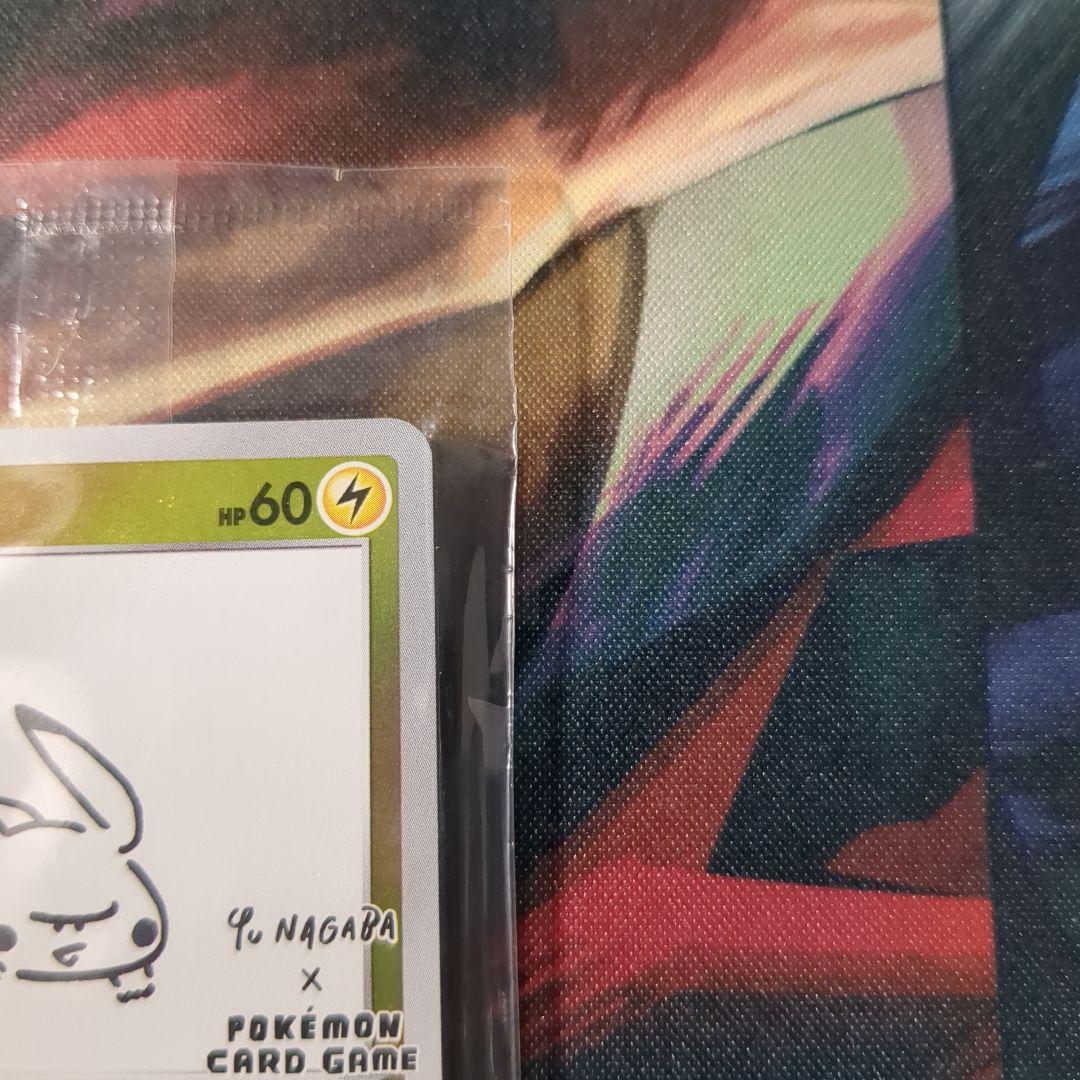 HP60
Yu NAGABA
×
POKÉMON
CARD GAME